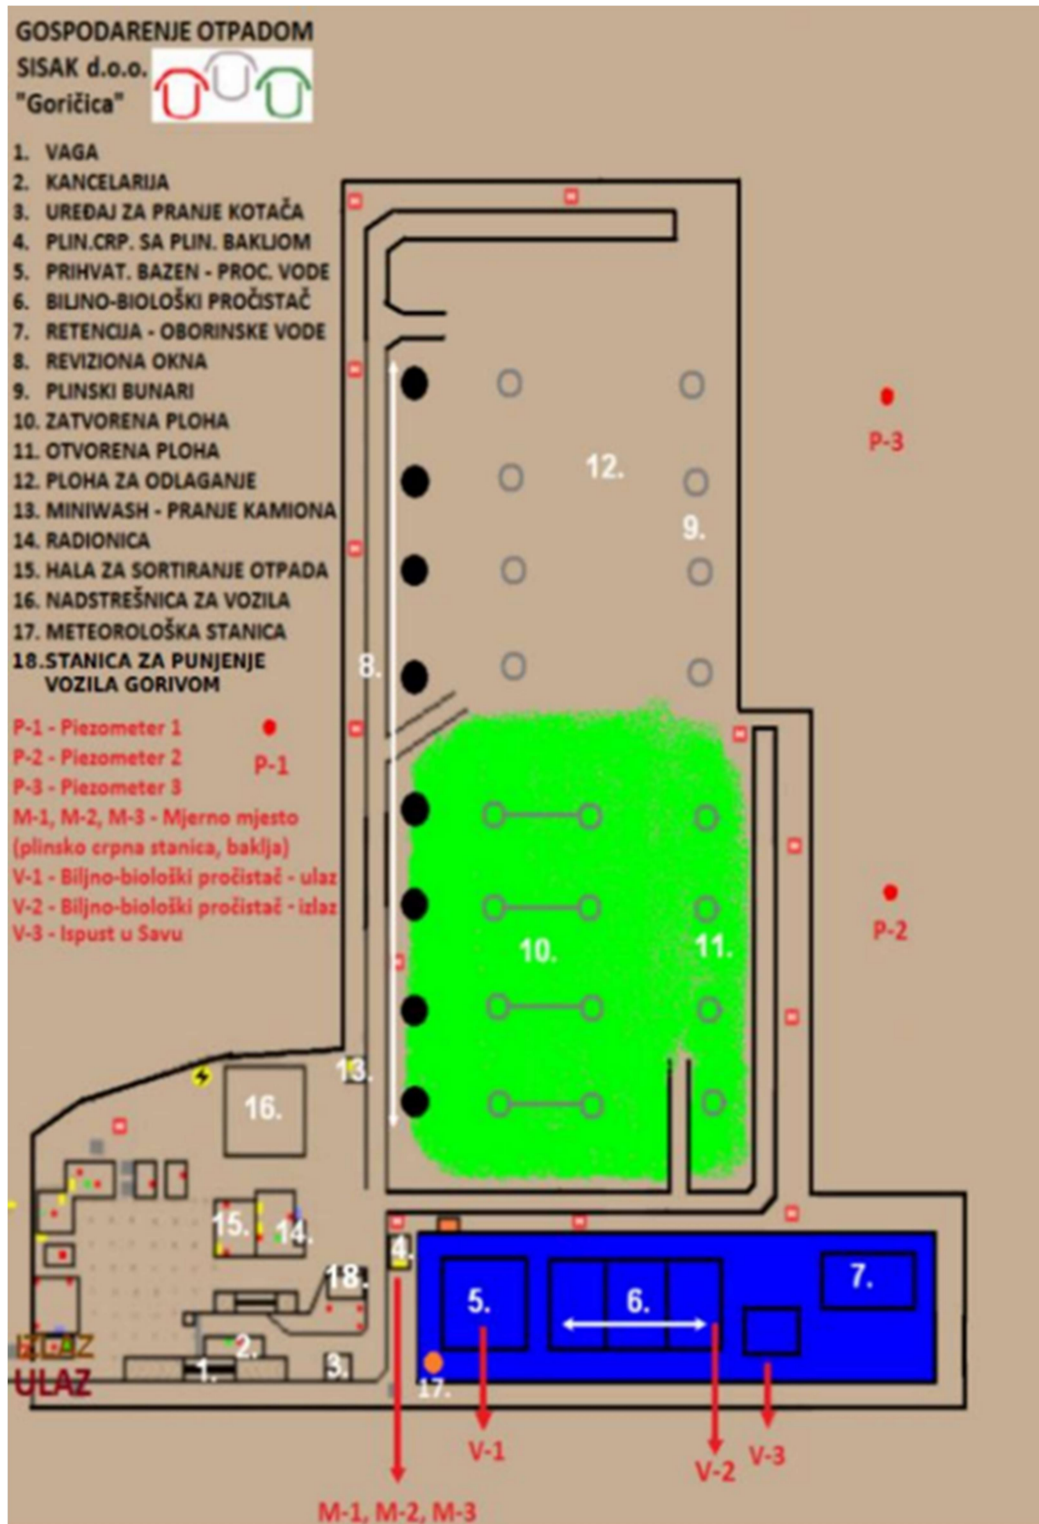 GOSPODARENJE OTPADOM
SISAK d.o.o.
"Goričica"
1. VAGA
2. KANCELARIJA
3. UREĐAJ ZA PRANJE KOTAČA
4. PLIN.CRP. SA PLIN. BAKLJOM
5. PRIHVAT. BAZEN - PROC. VODE
6. BILJNO-BIOLOŠKI PROČISTAČ
7. RETENCIJA - OBORINSKE VODE
8. REVIZIONA OKNA
9. PLINSKI BUNARI
10. ZATVORENA PLOHA
11. OTVORENA PLOHA
12. PLOHA ZA ODLAGANJE
13. MINIWASH - PRANJE KAMIONA
14. RADIONICA
15. HALA ZA SORTIRANJE OTPADA
16. NADSTREŠNICA ZA VOZILA
17. METEOROLOŠKA STANICA
18.STANICA ZA PUNJENJE
VOZILA GORIVOM
P-1 - Piezometer 1
P-2 - Piezometer 2
P-3 - Piezometer 3
M-1, M-2, M-3 - Mjerno mjesto
(plinsko crpna stanica, baklja)
V-1 - Biljno-biološki pročistač - ulaz
V-2 - Biljno-biološki pročistač - izlaz
V-3 - Ispust u Savu
P-1
P-3
12.
9.
8.
P-2
10.
11.
13.
16.
15.
14.
4.
18.
5.
6.
7.
2.
1.
3.
17.
IZLAZ
ULAZ
V-1
V-2
V-3
M-1, M-2, M-3